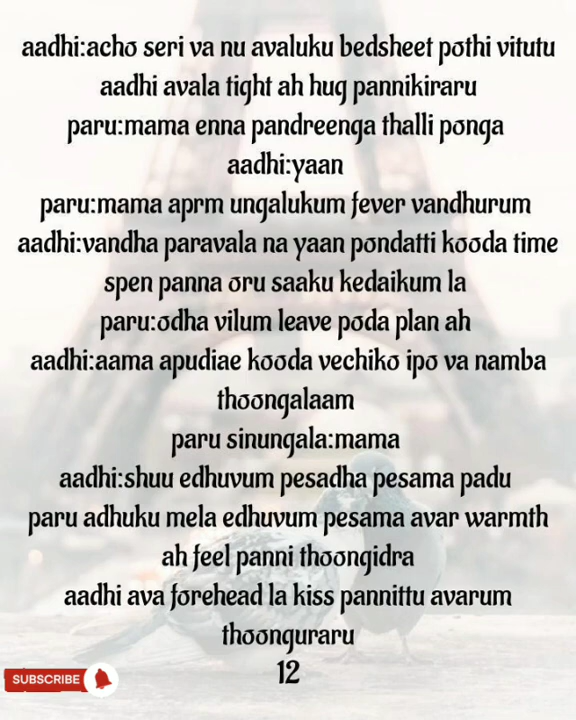 aadhi:acho seri va nu avaluku bedsheet pothi vitutu
aadhi avala tight ah hug pannikiraru
paru:mama enna pandreenga thalli ponga
aadhi:yaan
paru:mama aprm ungalukum fever vandhurum
aadhi:vandha paravala na yaan pondatti kooda time
spen panna oru saaku kedaikum la
paru:odha vilum leave poda plan ah
aadhi:aama apudiae kooda vechiko ipo va namba
thoongalaam
paru sinungala:mama
aadhi:shuu edhuvum pesadha pesama padu
paru adhuku mela edhuvum pesama avar warmth
ah feel panni thoongidra
aadhi ava forehead la kiss pannittu avarum
thoonguraru
12
SUBSCRIBE